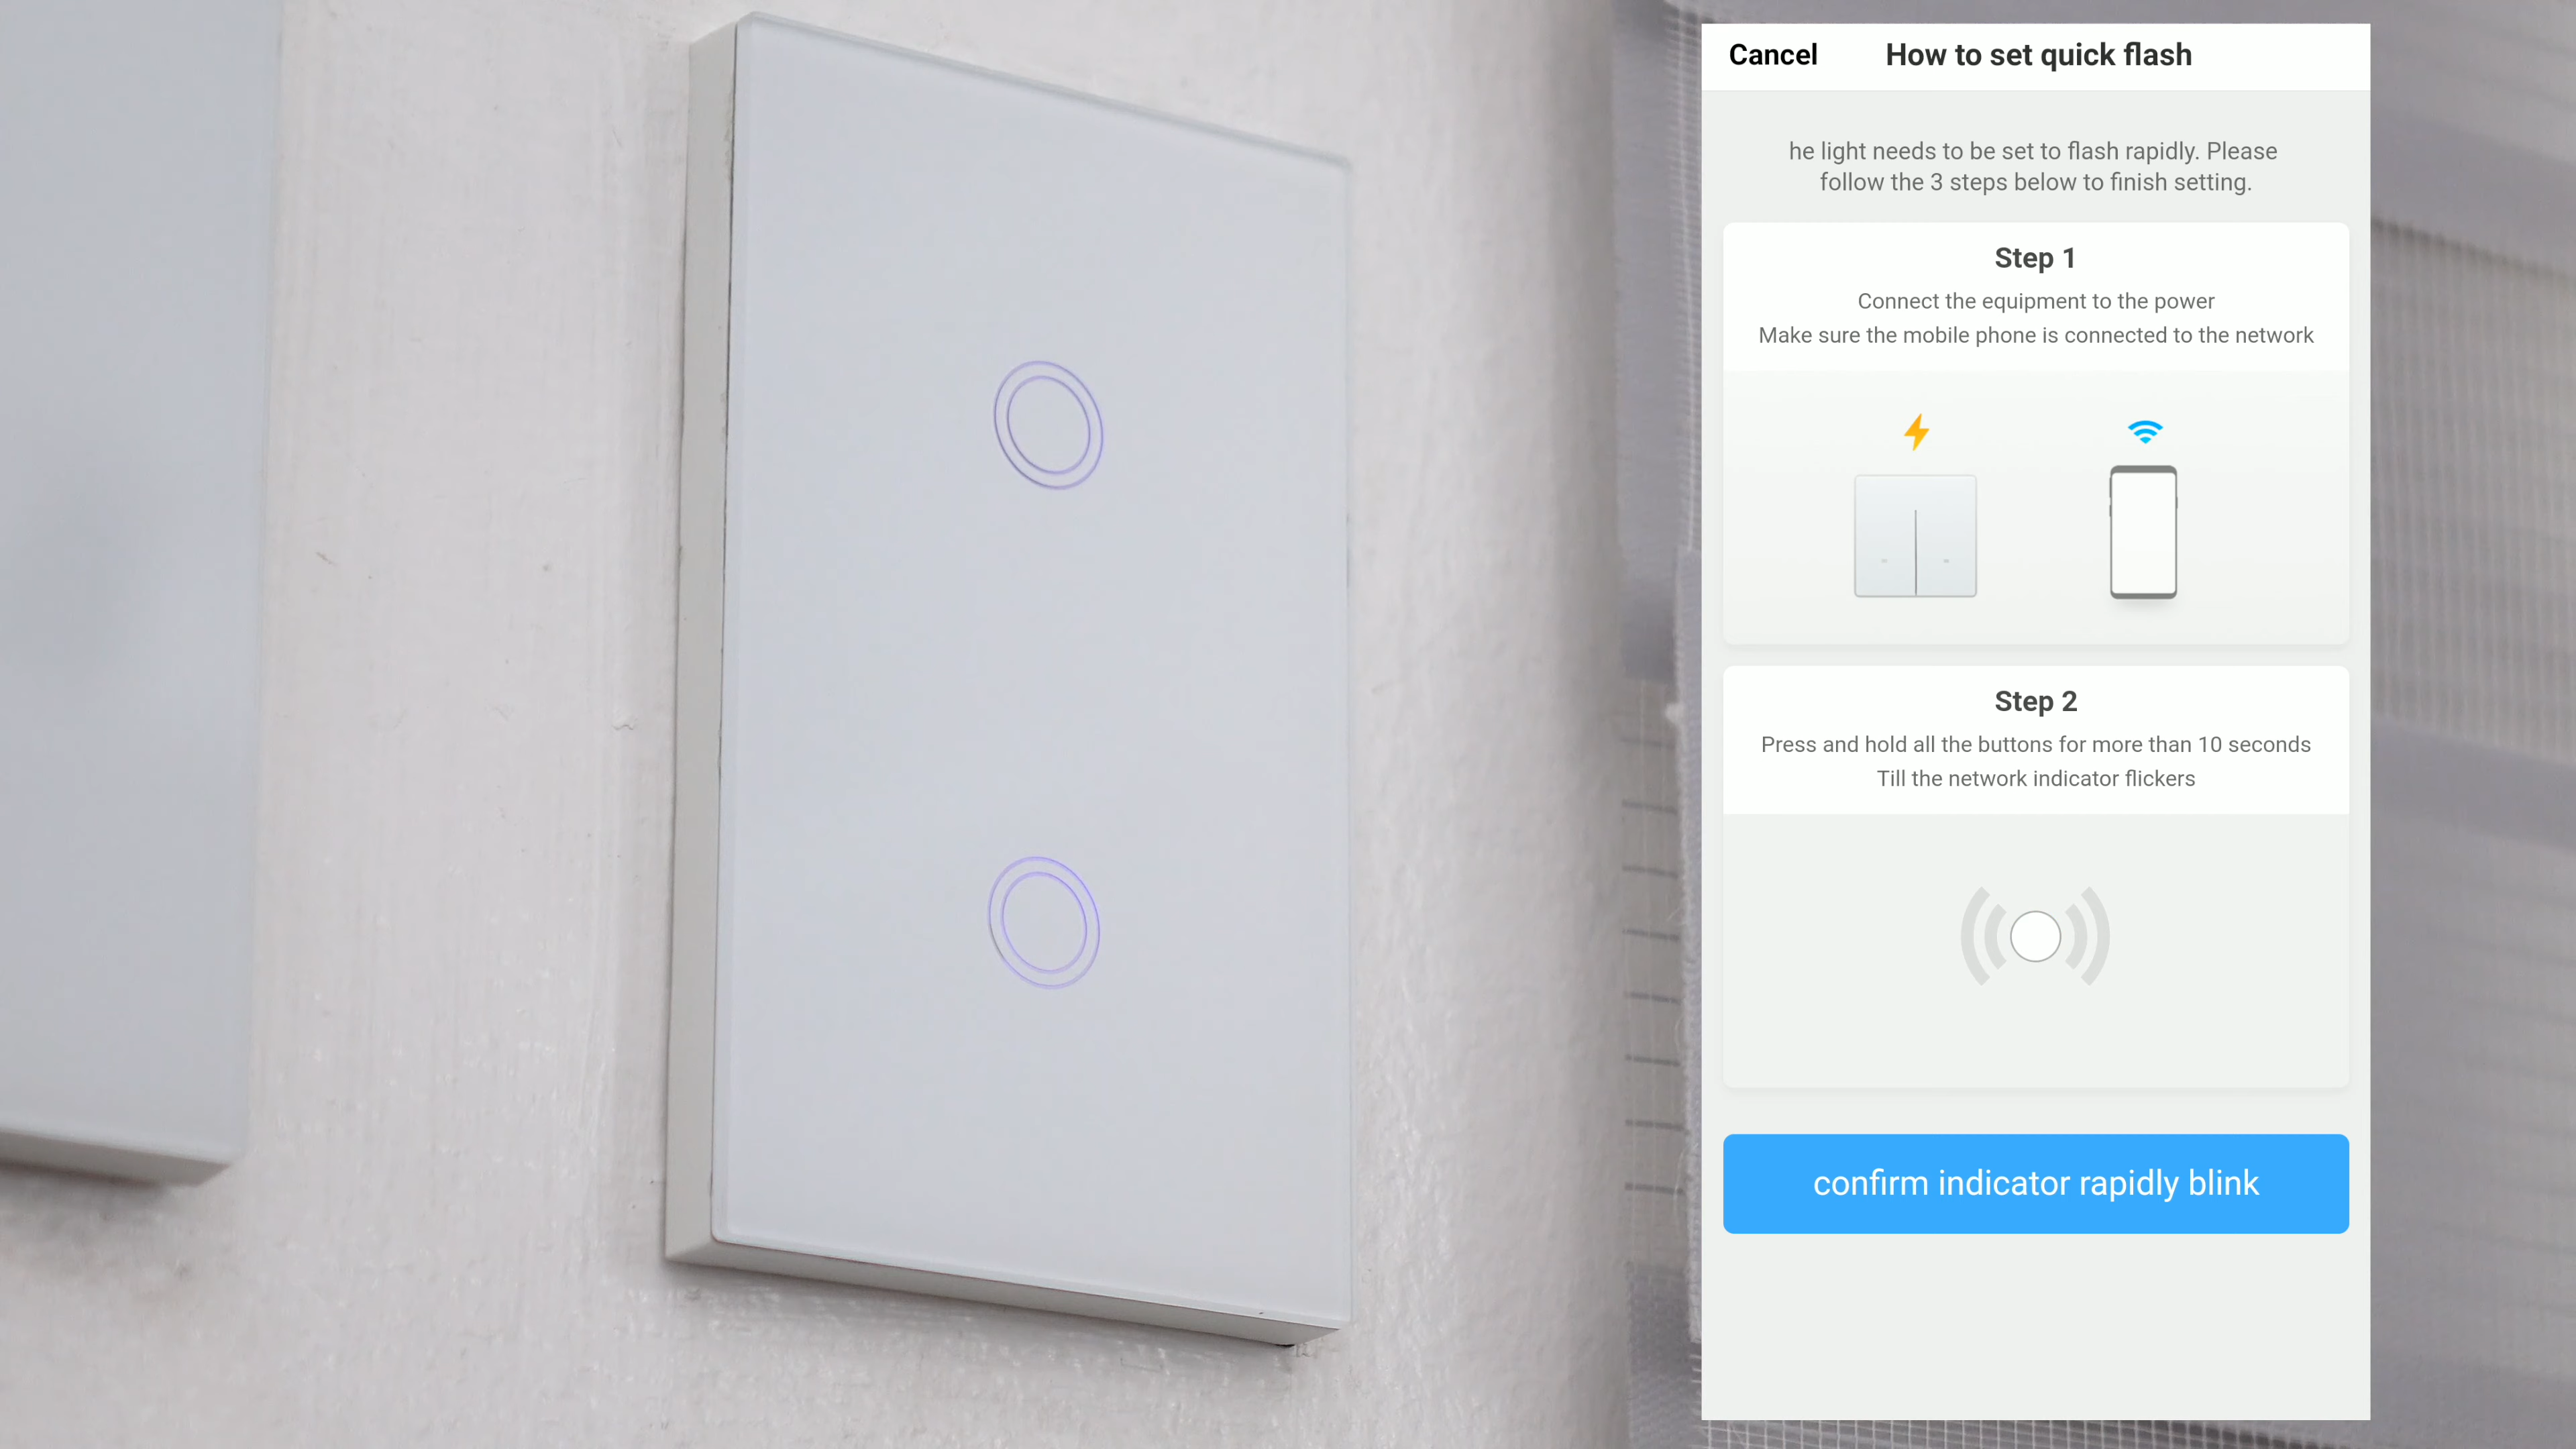 Cancel
How to set quick flash
he light needs to be set to flash rapidly. Please
follow the 3 steps below to finish setting.
Step 1
Connect the equipment to the power
Make sure the mobile phone is connected to the network
Step 2
Press and hold all the buttons for more than 10 seconds
Till the network indicator flickers
confirm indicator rapidly blink